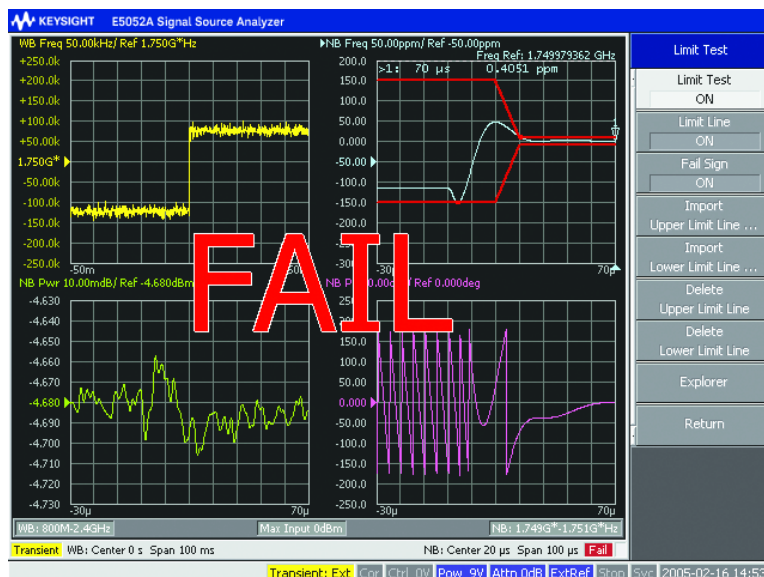 KEYSIGHT E5052A Signal Source Analyzer
WB Freq 50.00kHz/ Ref 1.750G*Hz
+250.0k
+200.0k
+150.0k
+100.0k
+50.00k
1.750G*
-50.00k
-100.0k
-150.0k
-200.0k
-250.0k
-50m
NB Freq 50.00ppm/ Ref -50.00ppm
Freq Ref: 1.749979362 GHz
>1: 70 µs 0.4051 ppm
1
200.0
150.0
100.0
50.00
0.000
-50.00
-100.0
-150.0
-200.0
-30µ
70µ
FAIL
NB Pwr 10.00mdB/ Ref -4.680dBm
-4.630
-4.640
-4.650
-4.660
-4.670
-4.680
-4.690
-4.700
-4.710
-4.720
-4.730
-30µ
70µ
Ref 0.000deg
150.0
100.0
50.00
0.000
-50.00
-100.0
-150.0
-200.0
-250.0
-30µ
70µ
WB: 800M-2.4GHz
Max Input 0dBm
NB: 1.749G*-1.751G*Hz
Transient WB: Center 0 s Span 100 ms
NB: Center 20 µs Span 100 µs Fail
Transient: Ext Cor Ctrl 0V Pow 9V Attn 0dB ExtRef Stop Svc 2005-02-16 14:53
Limit Test
Limit Test
ON
Limit Line
ON
Fail Sign
ON
Import
Upper Limit Line ...
Import
Lower Limit Line ...
Delete
Upper Limit Line
Delete
Lower Limit Line
Explorer
Return